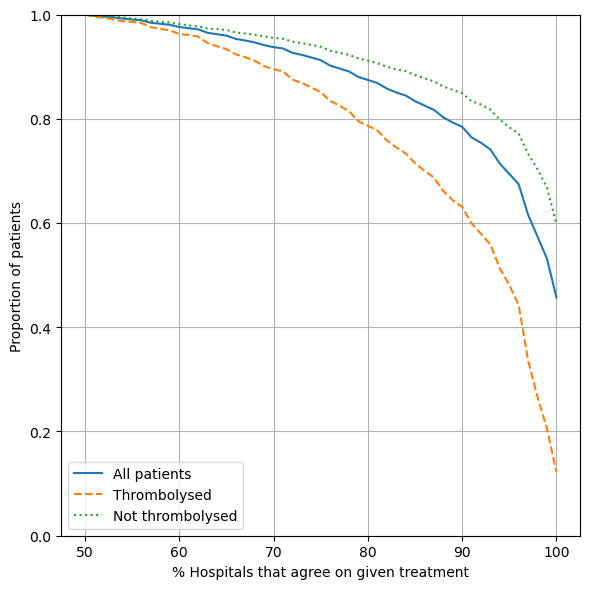 1.0
0.8
0.6
0.4
0.2
0.0
Proportion of patients
All patients
Thrombolysed
Not thrombolysed
50 60 70 80 90 100
% Hospitals that agree on given treatment